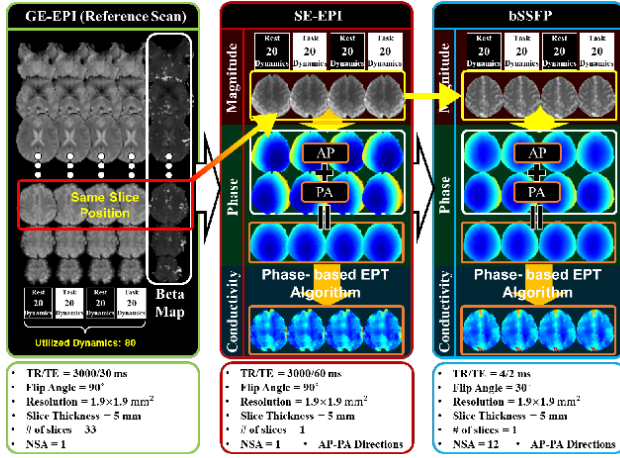 GE-EPI (Reference Scan)
Same Slice
Position
Rest
20
Dynamics
Task
20
Dynamics
Rest
20
Dynamics
Task
20
Dynamics
Beta
Map
Utilized Dynamics: 80
• TR/TE = 3000/30 ms
• Flip Angle = 90°
• Resolution = 1.9×1.9 mm²
• Slice Thickness = 5 mm
• # of slices = 33
• NSA = 1
SE-EPI
Rest
20
Dynamics
Task
20
Dynamics
Rest
20
Dynamics
Task
20
Dynamics
Magnitude
Phase
AP
+
PA
Conductivity
Phase- based EPT
Algorithm
• TR/TE = 3000/60 ms
• Flip Angle = 90°
• Resolution = 1.9×1.9 mm²
• Slice Thickness = 5 mm
• # of slices = 1
• NSA = 1 • AP-PA Directions
bSSFP
Rest
20
Dynamics
Task
20
Dynamics
Rest
20
Dynamics
Task
20
Dynamics
Magnitude
Phase
AP
+
PA
Conductivity
Phase- based EPT
Algorithm
• TR/TE = 4/2 ms
• Flip Angle = 30°
• Resolution = 1.9×1.9 mm²
• Slice Thickness = 5 mm
• # of slices = 1
• NSA = 12 • AP-PA Directions